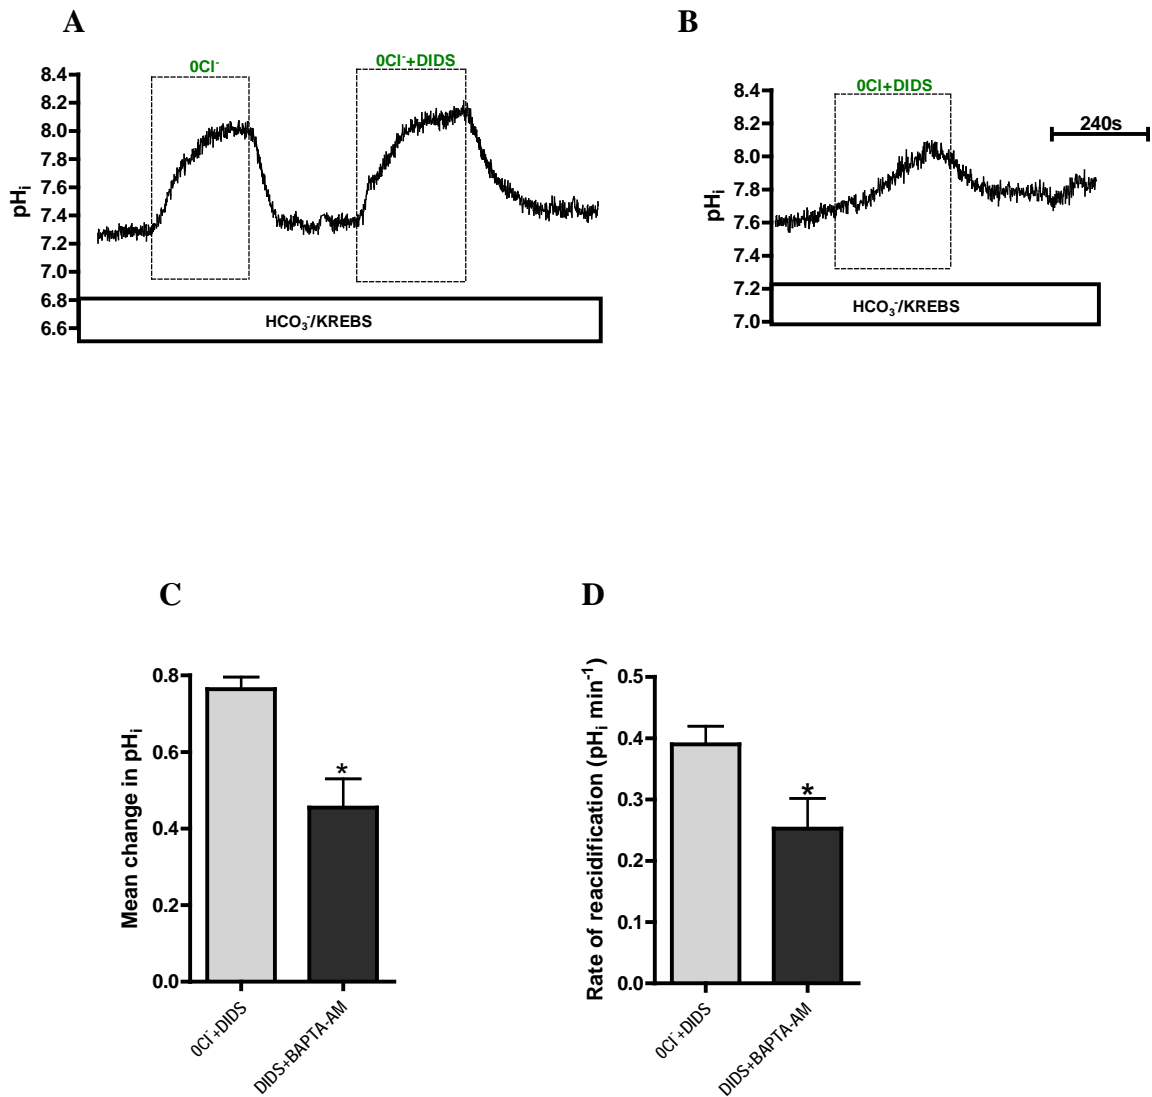 A
B
0Cl⁻
0Cl⁻+DIDS
8.4
8.2
8.0
7.8
7.6
7.4
7.2
7.0
6.8
6.6
pHᵢ
HCO₃⁻/KREBS
0Cl+DIDS
240s
8.4
8.2
8.0
7.8
7.6
7.4
7.2
7.0
pHᵢ
HCO₃⁻/KREBS
C
D
0.8
0.6
0.4
0.2
0.0
Mean change in pHᵢ
*
0Cl⁻+DIDS
DIDS+BAPTA-AM
0.5
0.4
0.3
0.2
0.1
0.0
Rate of reacidification (pHᵢ min⁻¹)
*
0Cl⁻+DIDS
DIDS+BAPTA-AM